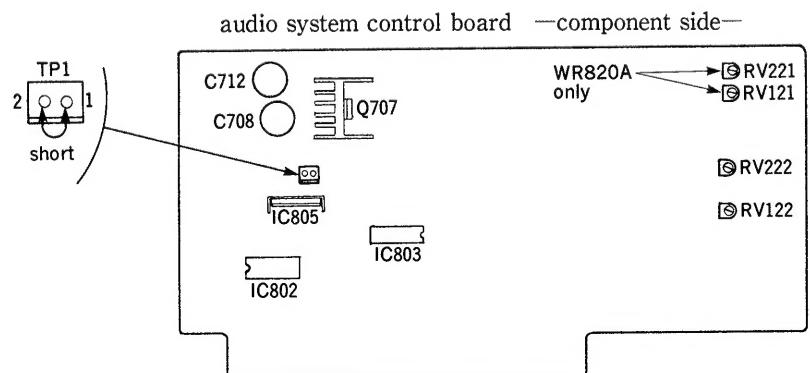 audio system control board —component side—
TP1
2 1
short
C712
C708
Q707
WR820A
only
RV221
RV121
RV222
RV122
IC805
IC803
IC802